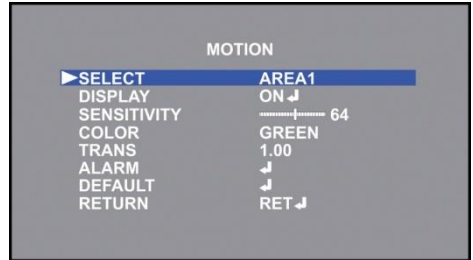 MOTION
SELECT AREA1
DISPLAY ON
SENSITIVITY 64
COLOR GREEN
TRANS 1.00
ALARM
DEFAULT
RETURN RET